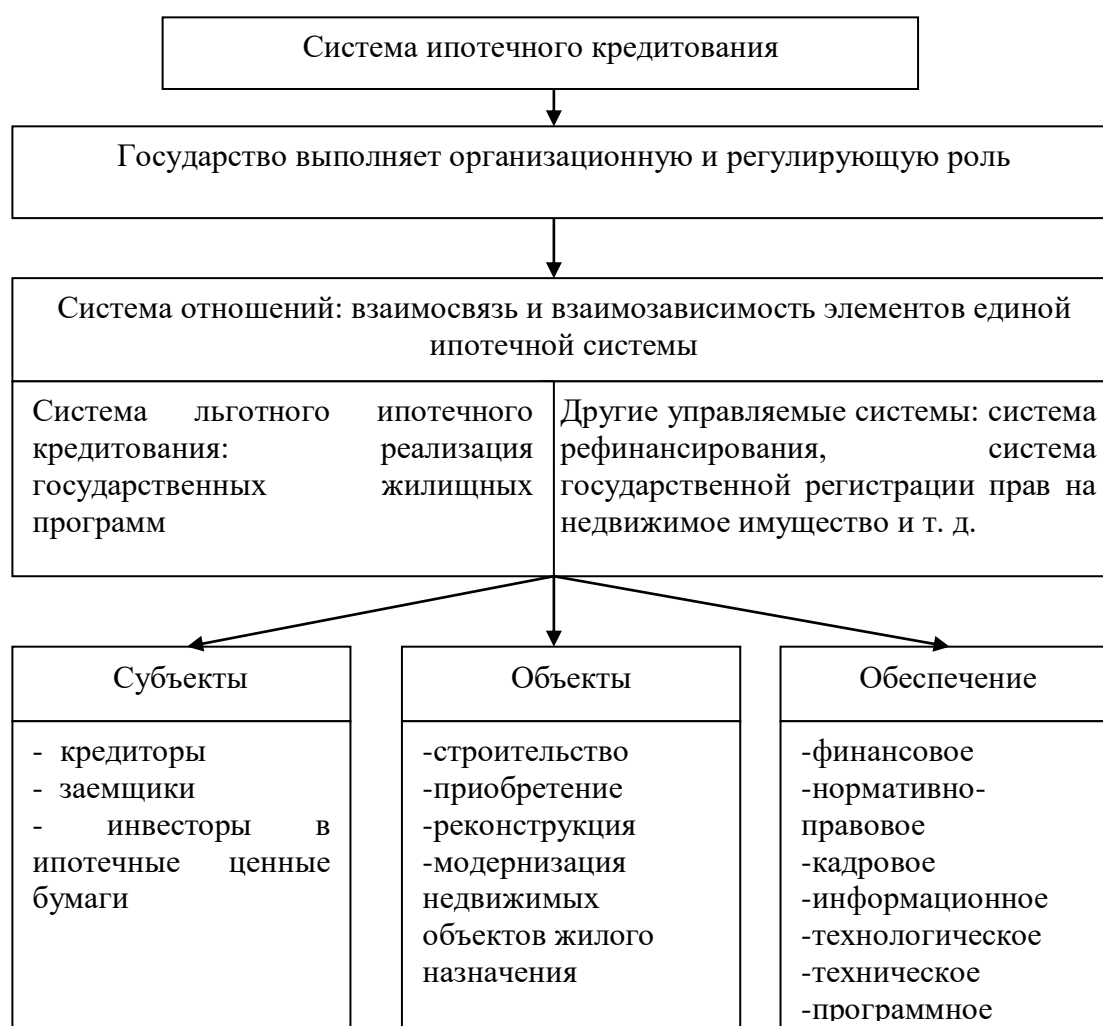 Система ипотечного кредитования
Государство выполняет организационную и регулирующую роль
Система отношений: взаимосвязь и взаимозависимость элементов единой
ипотечной системы
Система льготного ипотечного
кредитования: реализация
государственных жилищных
программ
Другие управляемые системы: система
рефинансирования, система
государственной регистрации прав на
недвижимое имущество и т. д.
Субъекты
- кредиторы
- заемщики
- инвесторы в
ипотечные ценные
бумаги
Объекты
-строительство
-приобретение
-реконструкция
-модернизация
недвижимых
объектов жилого
назначения
Обеспечение
-финансовое
-нормативно-
правовое
-кадровое
-информационное
-технологическое
-техническое
-программное